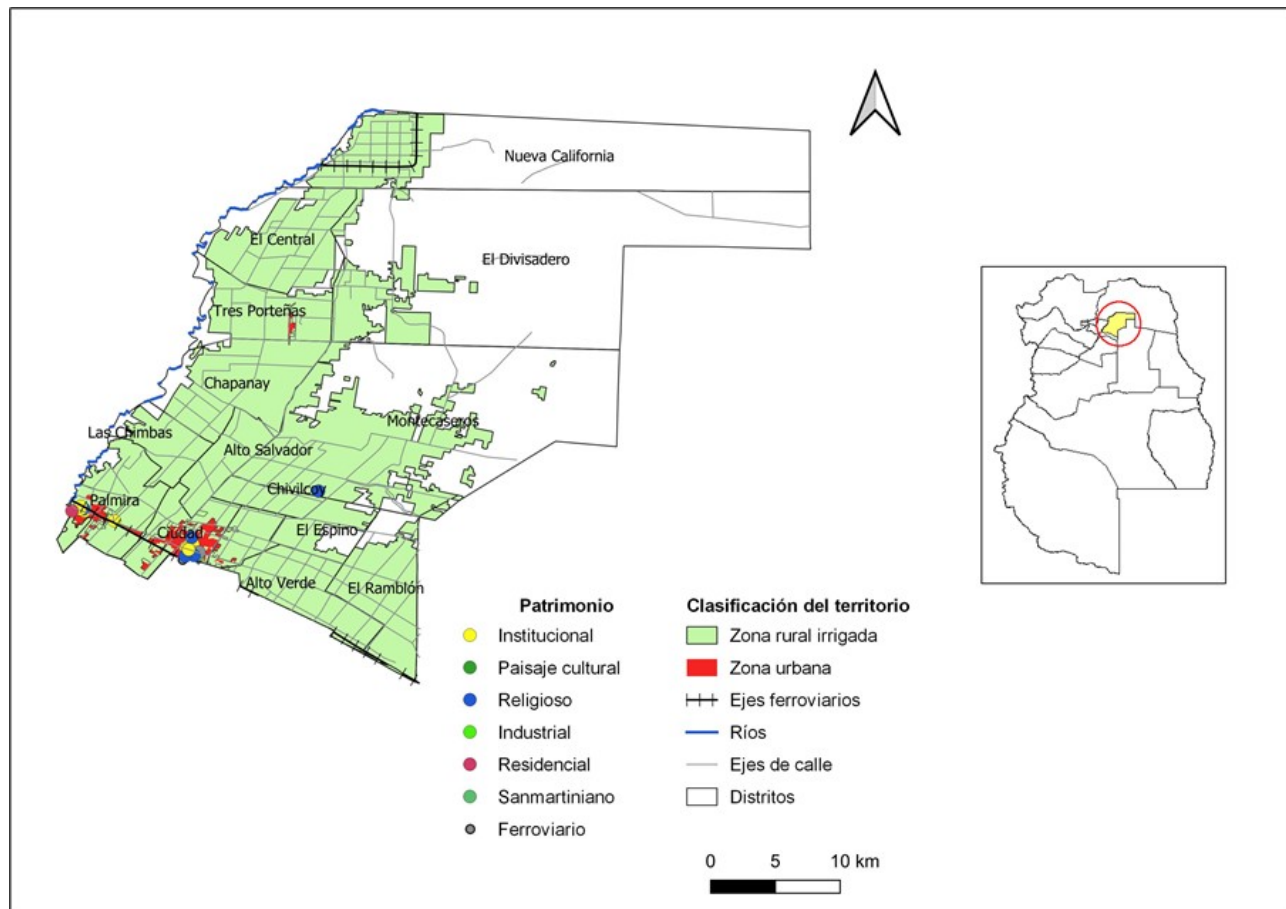 Nueva California
El Central
El Divisadero
Tres Porteñas
Chapanay
Montecaseros
Las Chimbas
Alto Salvador
Chivilcoy
Palmira
El Espino
Ciudad
Alto Verde
El Ramblón
Patrimonio
Institucional
Paisaje cultural
Religioso
Industrial
Residencial
Sanmartiniano
Ferroviario
Clasificación del territorio
Zona rural irrigada
Zona urbana
Ejes ferroviarios
Ríos
Ejes de calle
Distritos
0 5 10 km